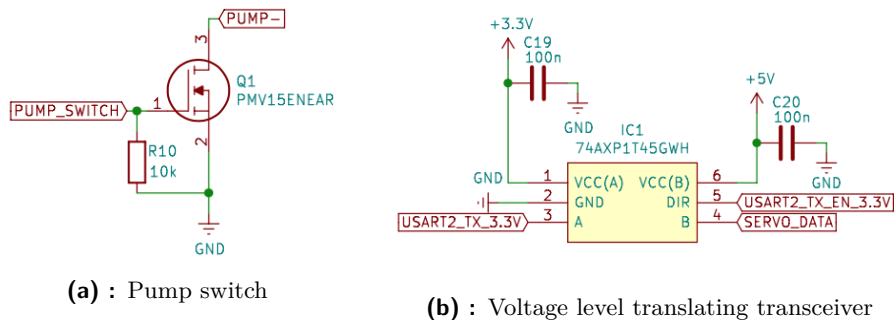 PUMP-
3
Q1
PMV15ENEAR
PUMP_SWITCH
1
2
R10
10k
GND
(a) : Pump switch
+3.3V
C19
100n
GND
+5V
C20
100n
GND
IC1
74AXP1T45GWH
GND
1 VCC(A) VCC(B) 6
2 GND DIR 5 USART2_TX_EN_3.3V
USART2_TX_3.3V 3 A B 4 SERVO_DATA
(b) : Voltage level translating transceiver